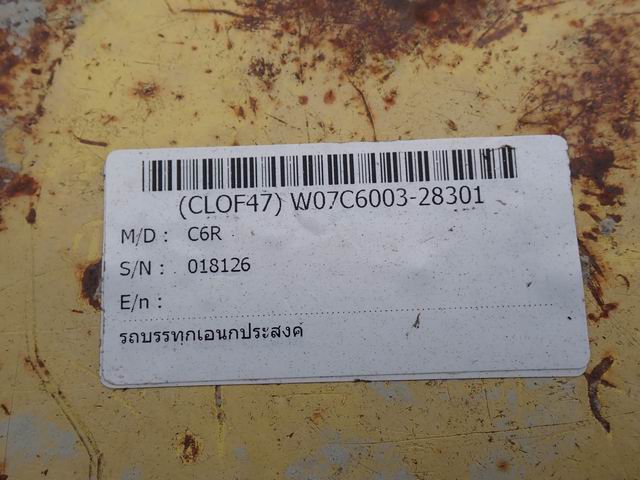 (CLOF47) W07C6003-28301
M/D : C6R
S/N : 018126
E/n :
รถบรรทุกเอนกประสงค์